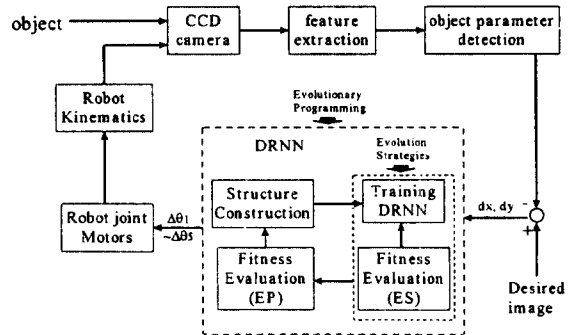 object
CCD
camera
feature
extraction
object parameter
detection
Robot
Kinematics
Evolutionary
Programming
DRNN
Evolution
Strategies
Structure
Construction
Training
DRNN
dx, dy
-
+
Robot joint
Motors
Δθ1
~Δθ5
Fitness
Evaluation
(EP)
Fitness
Evaluation
(ES)
Desired
image